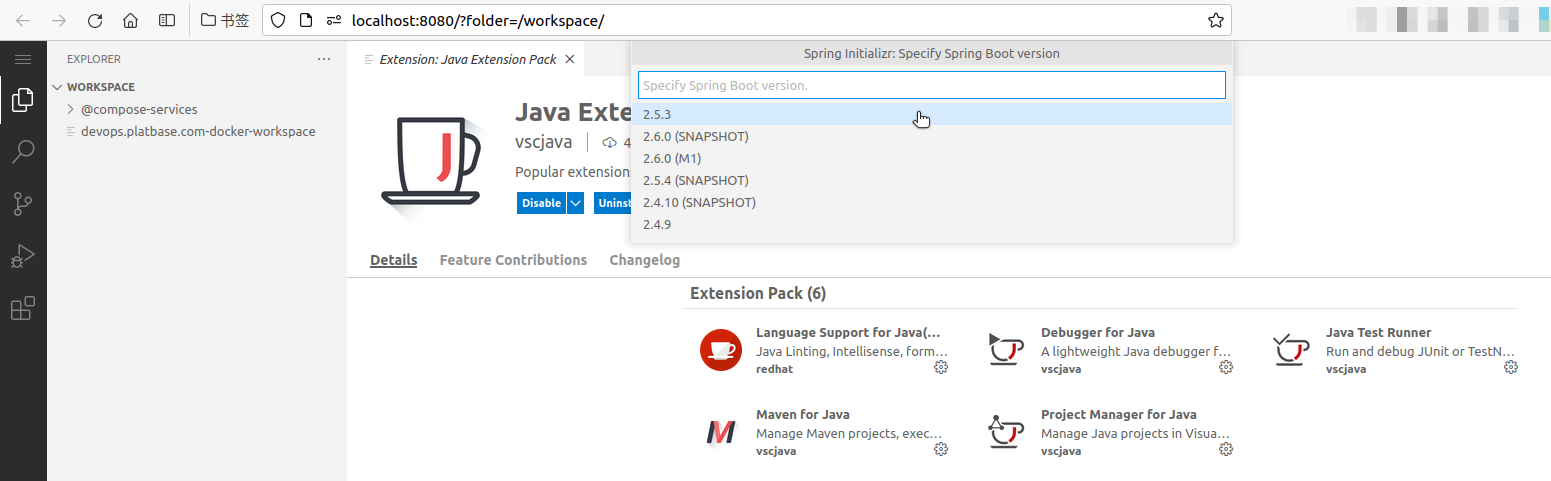 书签
localhost:8080/?folder=/workspace/
EXPLORER
Extension: Java Extension Pack
Spring Initializr: Specify Spring Boot version
WORKSPACE
@compose-services
devops.platbase.com-docker-workspace
Specify Spring Boot version.
2.5.3
2.6.0 (SNAPSHOT)
2.6.0 (M1)
2.5.4 (SNAPSHOT)
2.4.10 (SNAPSHOT)
2.4.9
Java Exte
vscjava
4
Popular extension
Disable
Uninst
Details Feature Contributions Changelog
Extension Pack (6)
Language Support for Java(...
Java Linting, Intellisense, form...
redhat
Debugger for Java
A lightweight Java debugger f...
vscjava
Java Test Runner
Run and debug JUnit or TestN...
vscjava
Maven for Java
Manage Maven projects, exec...
vscjava
Project Manager for Java
Manage Java projects in Visua...
vscjava